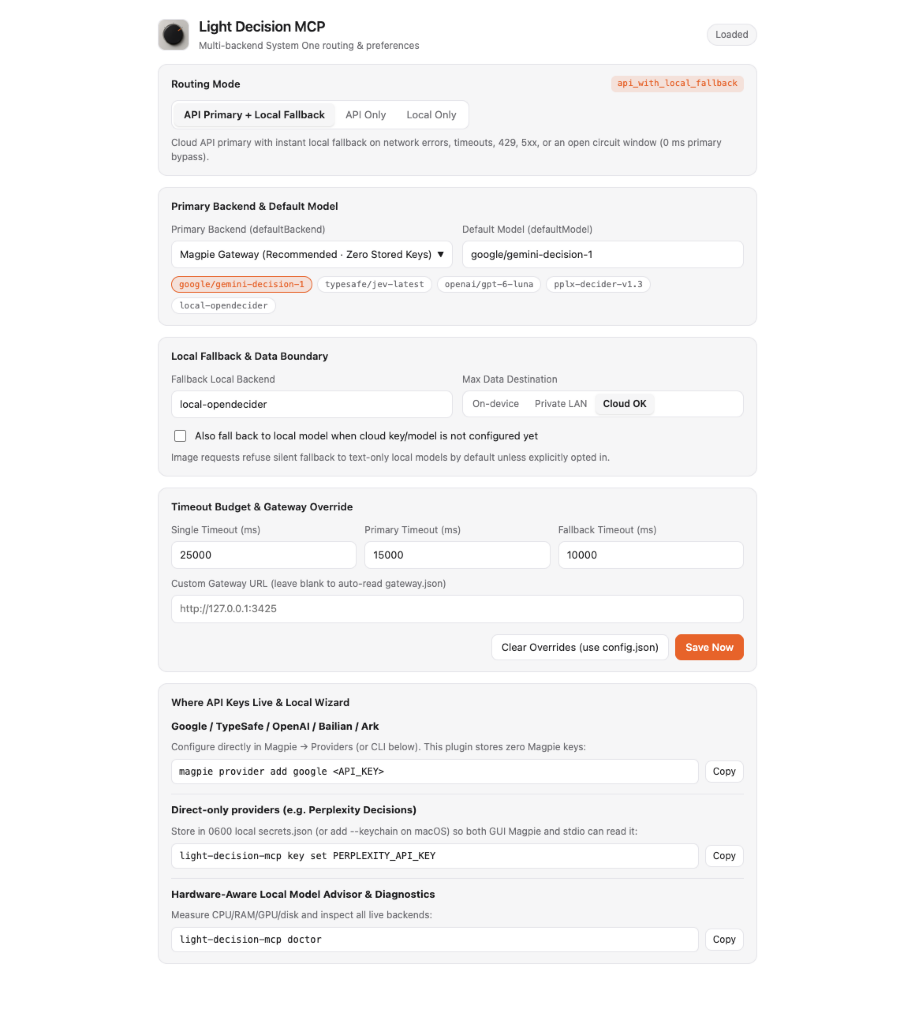 Light Decision MCP
Multi-backend System One routing & preferences
Loaded
Routing Mode
api_with_local_fallback
API Primary + Local Fallback
API Only
Local Only
Cloud API primary with instant local fallback on network errors, timeouts, 429, 5xx, or an open circuit window (0 ms primary
bypass).
Primary Backend & Default Model
Primary Backend (defaultBackend)
Default Model (defaultModel)
Magpie Gateway (Recommended · Zero Stored Keys) ▼
google/gemini-decision-1
google/gemini-decision-1
typesafe/jev-latest
openai/gpt-6-luna
pplx-decider-v1.3
local-opendecider
Local Fallback & Data Boundary
Fallback Local Backend
Max Data Destination
local-opendecider
On-device
Private LAN
Cloud OK
Also fall back to local model when cloud key/model is not configured yet
Image requests refuse silent fallback to text-only local models by default unless explicitly opted in.
Timeout Budget & Gateway Override
Single Timeout (ms)
Primary Timeout (ms)
Fallback Timeout (ms)
25000
15000
10000
Custom Gateway URL (leave blank to auto-read gateway.json)
http://127.0.0.1:3425
Clear Overrides (use config.json)
Save Now
Where API Keys Live & Local Wizard
Google / TypeSafe / OpenAI / Bailian / Ark
Configure directly in Magpie → Providers (or CLI below). This plugin stores zero Magpie keys:
magpie provider add google <API_KEY>
Copy
Direct-only providers (e.g. Perplexity Decisions)
Store in 0600 local secrets.json (or add --keychain on macOS) so both GUI Magpie and stdio can read it:
light-decision-mcp key set PERPLEXITY_API_KEY
Copy
Hardware-Aware Local Model Advisor & Diagnostics
Measure CPU/RAM/GPU/disk and inspect all live backends:
light-decision-mcp doctor
Copy